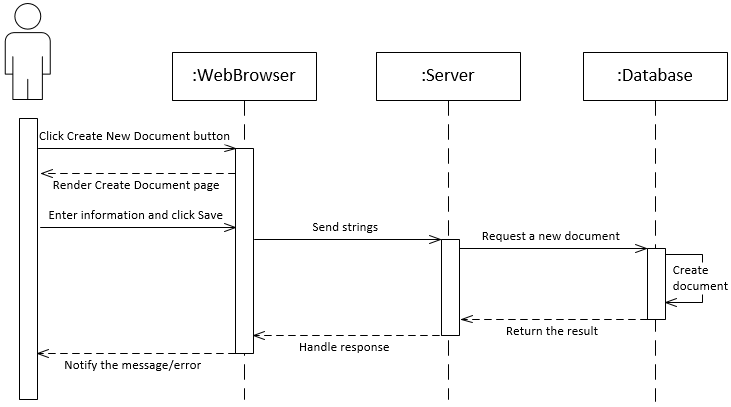 :WebBrowser
:Server
:Database
Click Create New Document button
Render Create Document page
Enter information and click Save
Send strings
Request a new document
Create
document
Return the result
Handle response
Notify the message/error